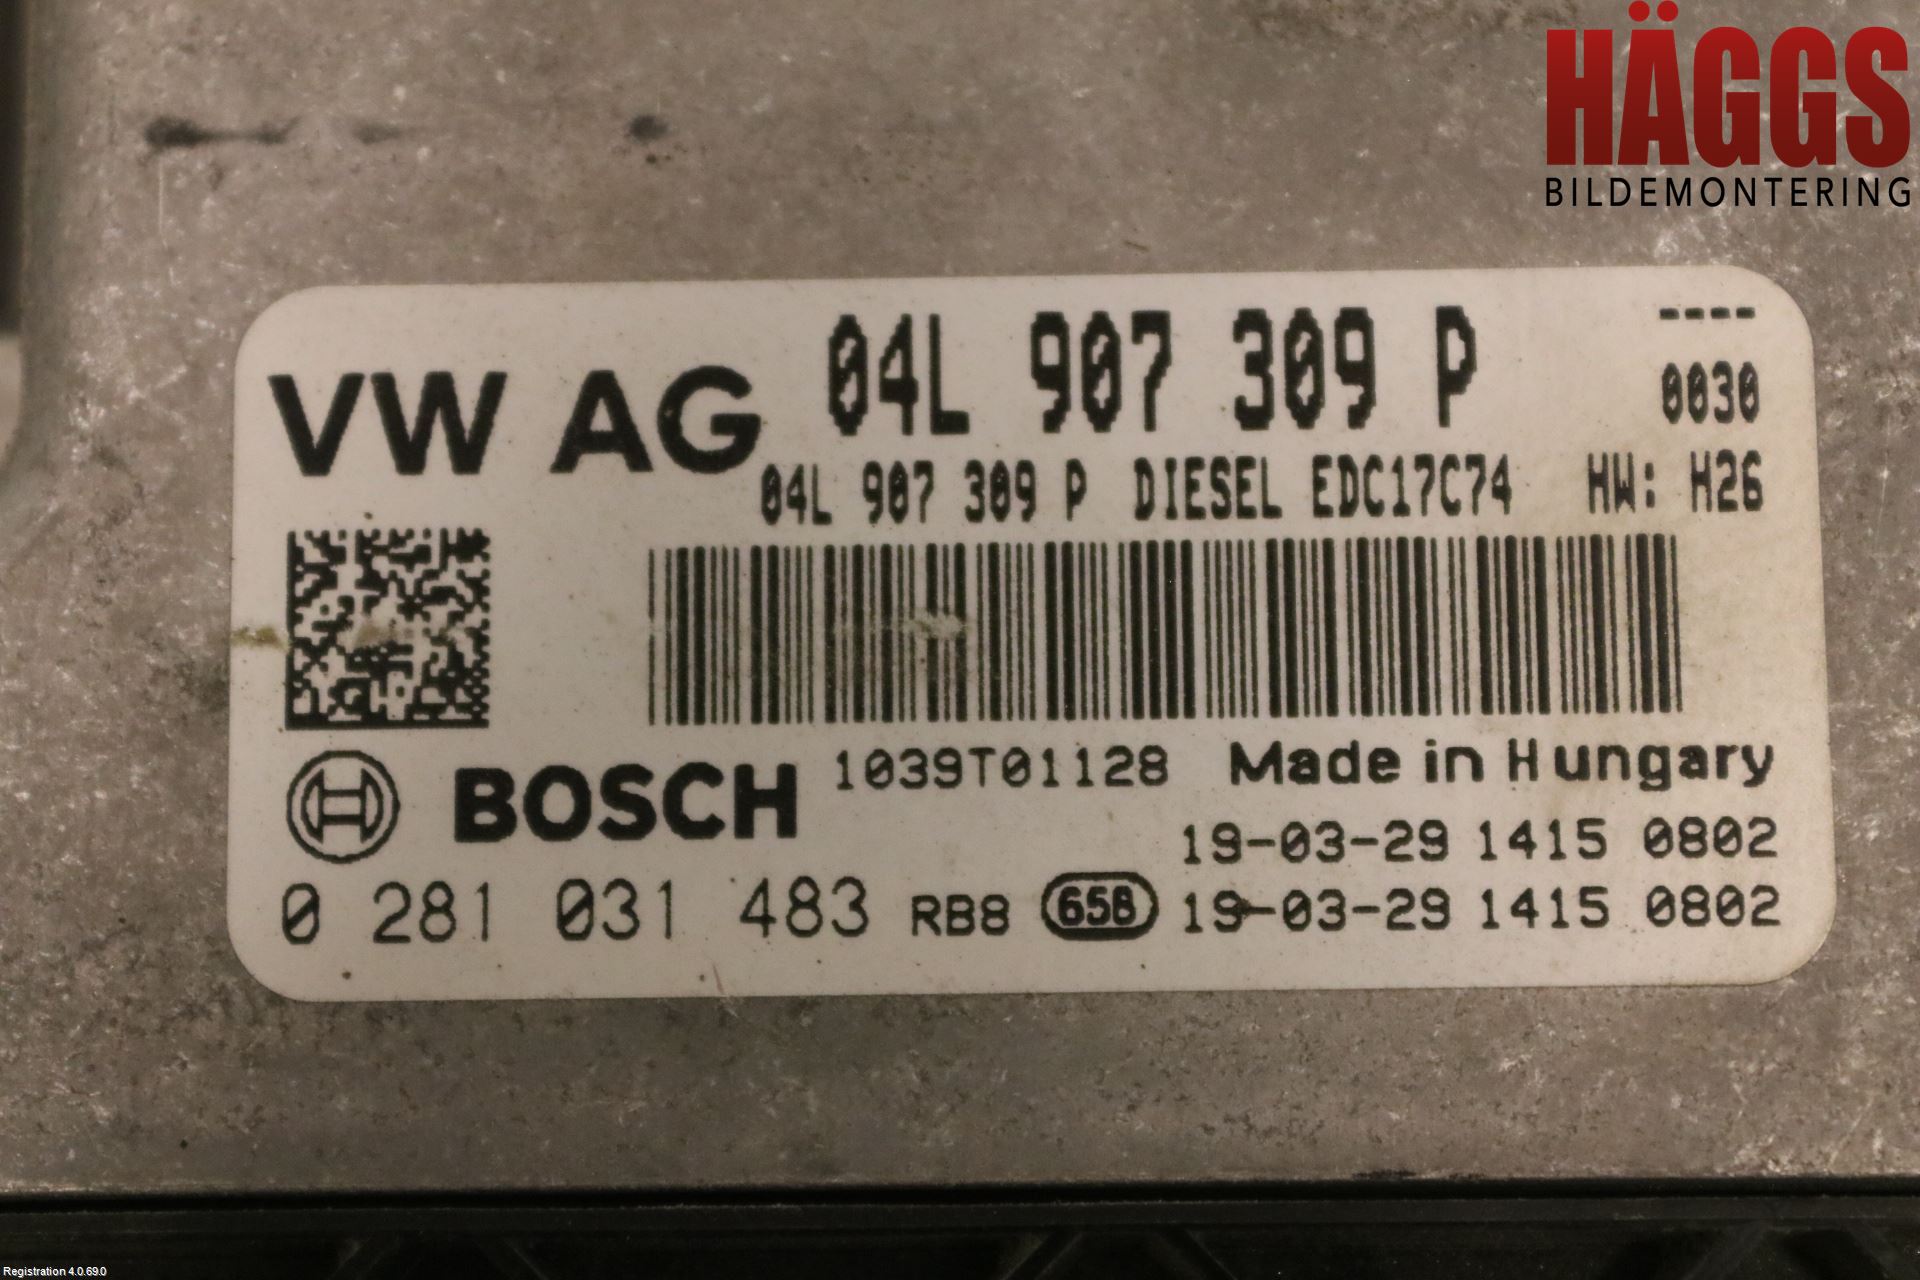 HÄGGS
BILDEMONTERING
VW AG 04L 907 309 P ----
0030
04L 907 309 P DIESEL EDC17C74 HW: H26
BOSCH 1039T01128 Made in Hungary
19-03-29 1415 0802
0 281 031 483 RB8 65B 19-03-29 1415 0802
Registration 4.0.69.0